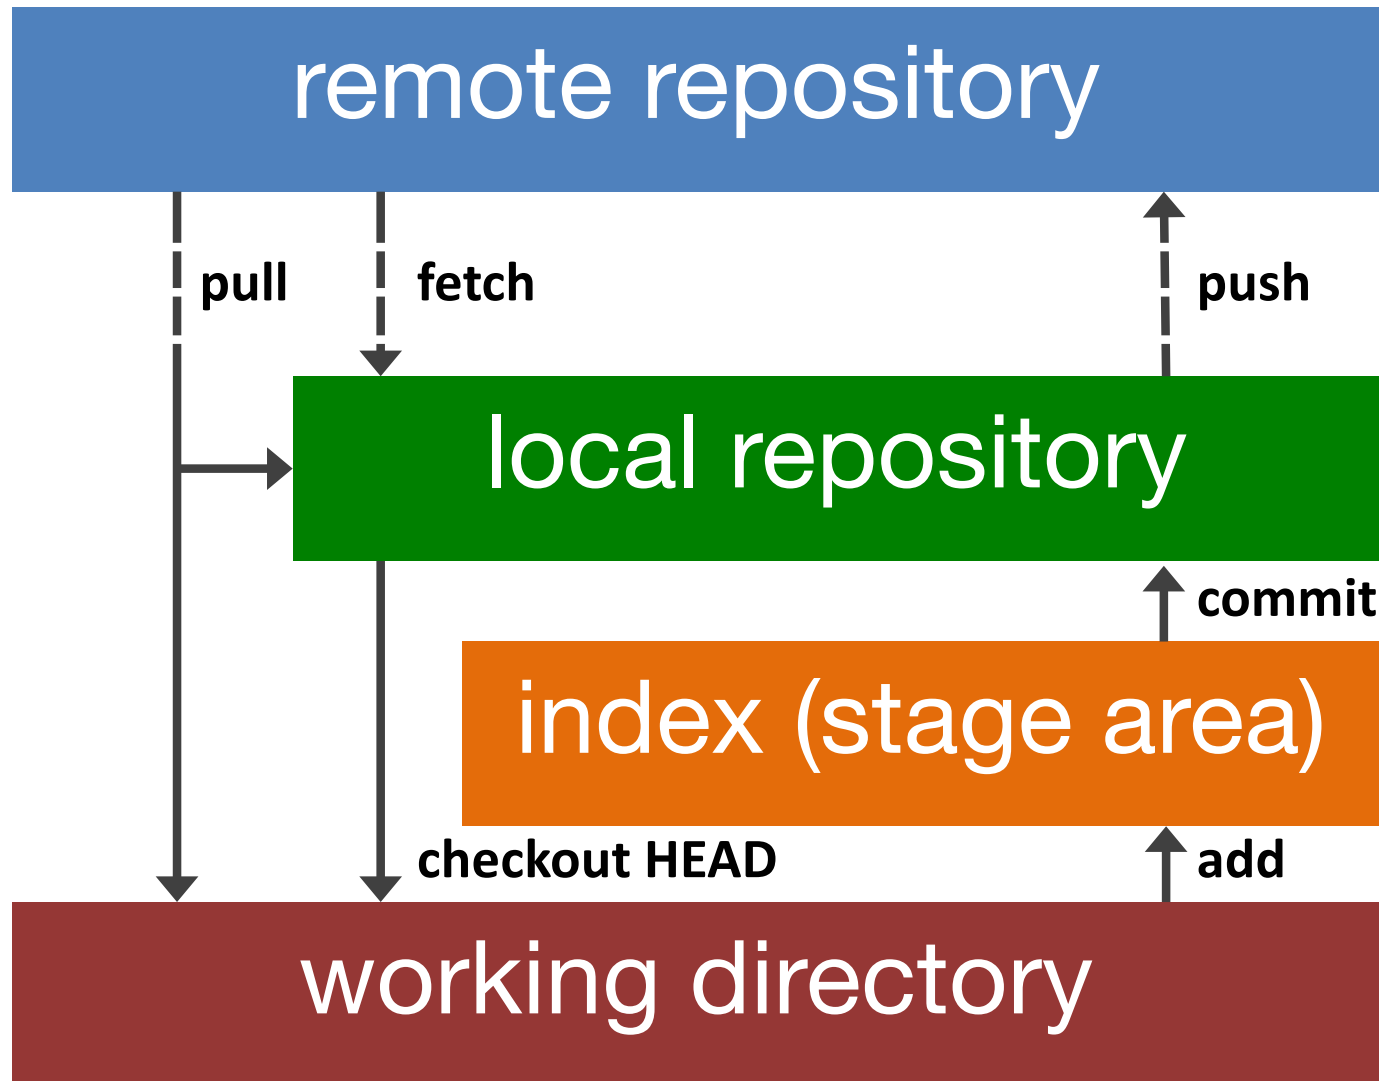 remote repository
pull
fetch
push
local repository
commit
index (stage area)
checkout HEAD
add
working directory